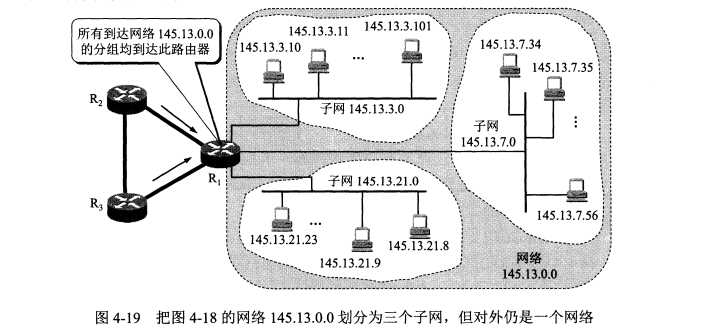 所有到达网络 145.13.0.0
的分组均到达此路由器
145.13.3.10
145.13.3.11
145.13.3.101
…
子网 145.13.3.0
145.13.7.34
145.13.7.35
子网
145.13.7.0
⋮
145.13.7.56
R₂
R₁
R₃
子网 145.13.21.0
145.13.21.23
…
145.13.21.9
145.13.21.8
网络
145.13.0.0
图 4-19 把图 4-18 的网络 145.13.0.0 划分为三个子网，但对外仍是一个网络